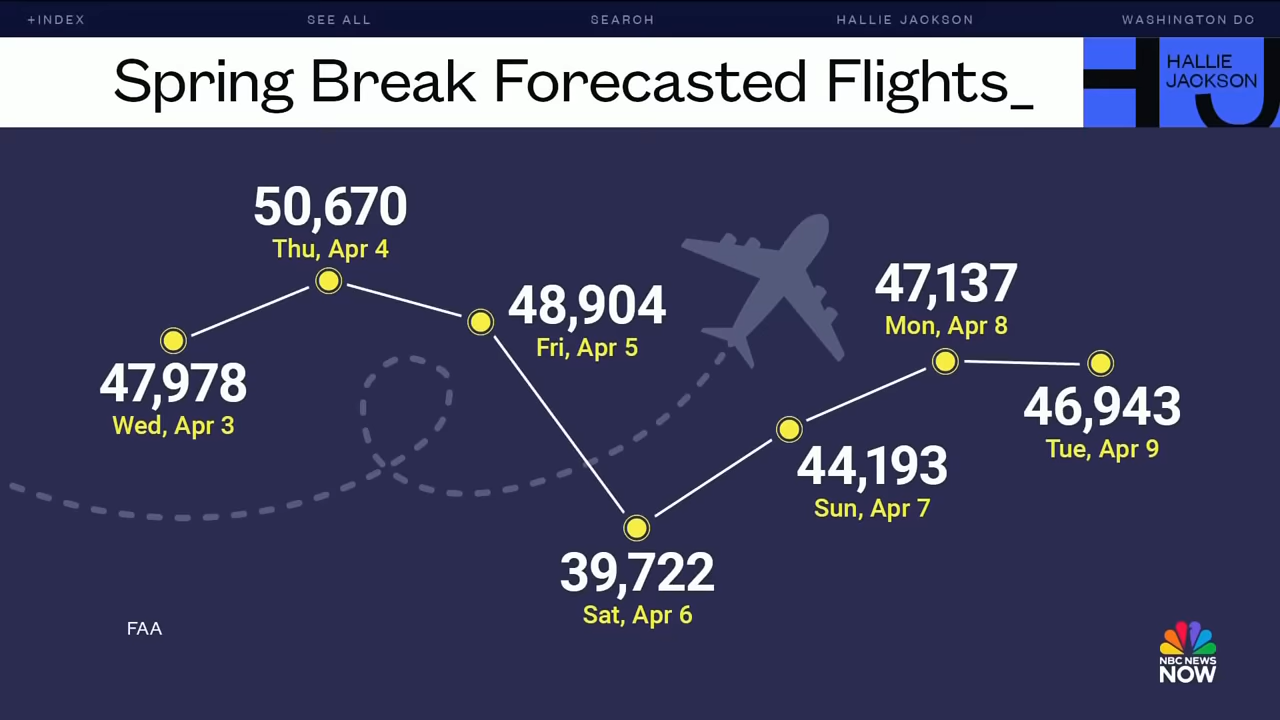 +INDEX
SEE ALL
SEARCH
HALLIE JACKSON
WASHINGTON DC
Spring Break Forecasted Flights_
HJ
HALLIE
JACKSON
50,670
Thu, Apr 4
47,978
Wed, Apr 3
48,904
Fri, Apr 5
39,722
Sat, Apr 6
44,193
Sun, Apr 7
47,137
Mon, Apr 8
46,943
Tue, Apr 9
FAA
NBC NEWS
NOW